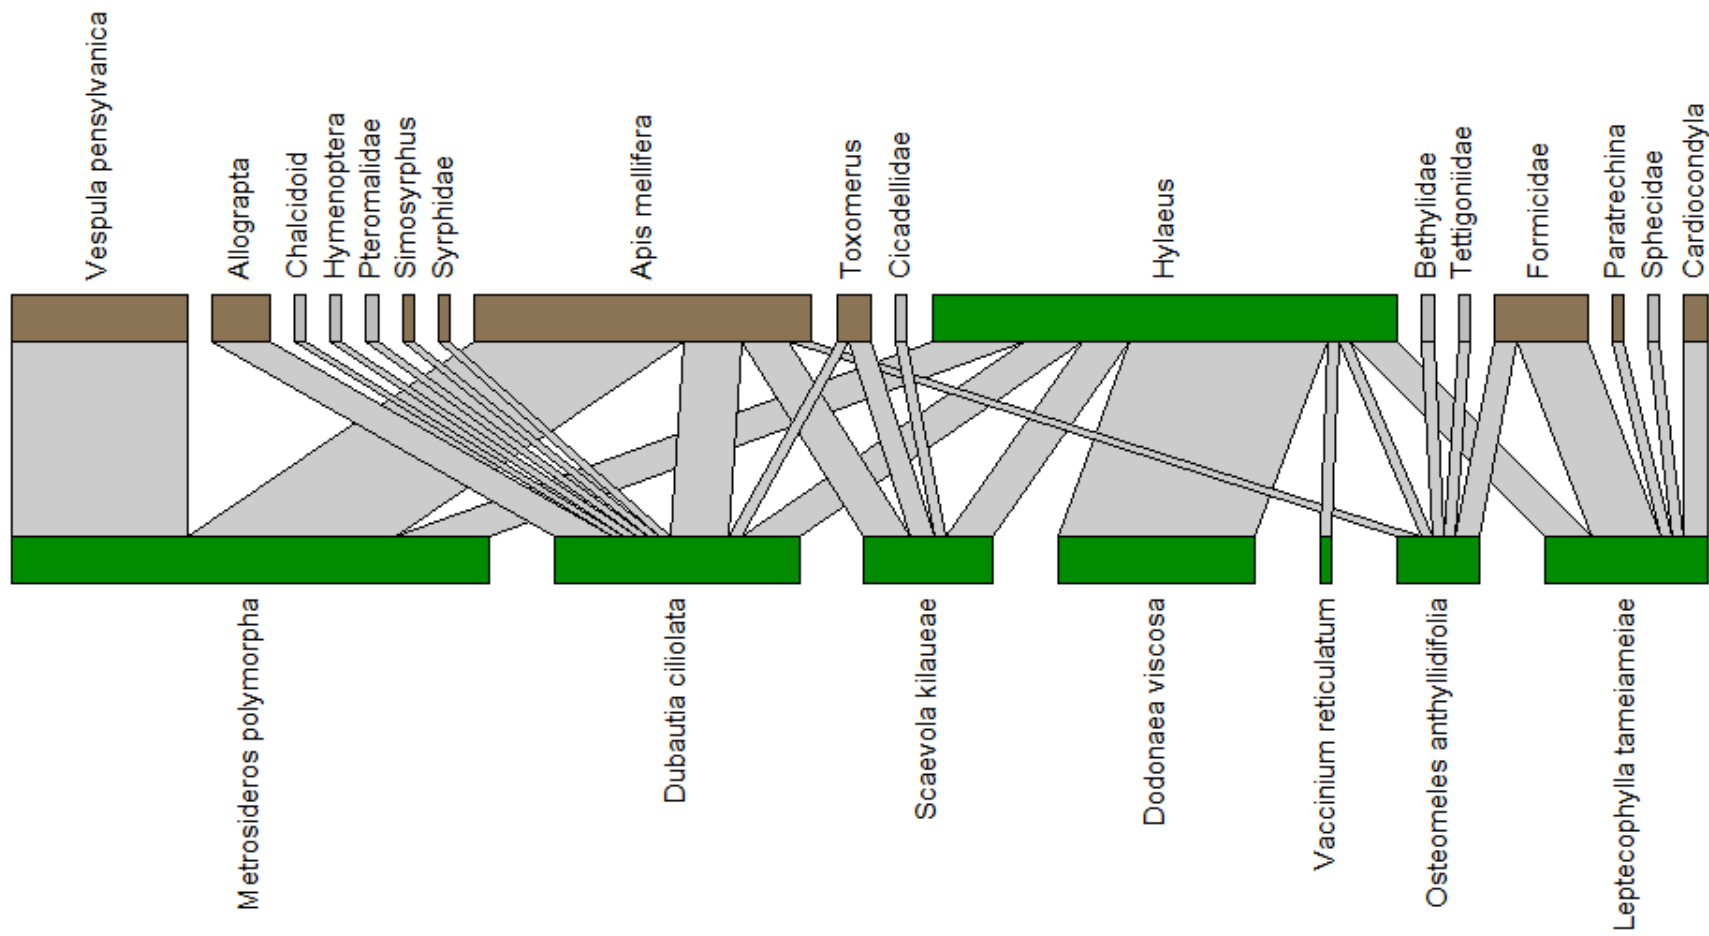 Vespula pensylvanica
Allograpta
Chalcidoid
Hymenoptera
Pteromalidae
Simosyrphus
Syrphidae
Apis mellifera
Toxomerus
Cicadellidae
Hylaeus
Bethylidae
Tettigoniidae
Formicidae
Paratrechina
Sphecidae
Cardiocondyla
Metrosideros polymorpha
Dubautia ciliolata
Scaevola kilaueae
Dodonaea viscosa
Vaccinium reticulatum
Osteomeles anthyllidifolia
Leptecophylla tameiameiae